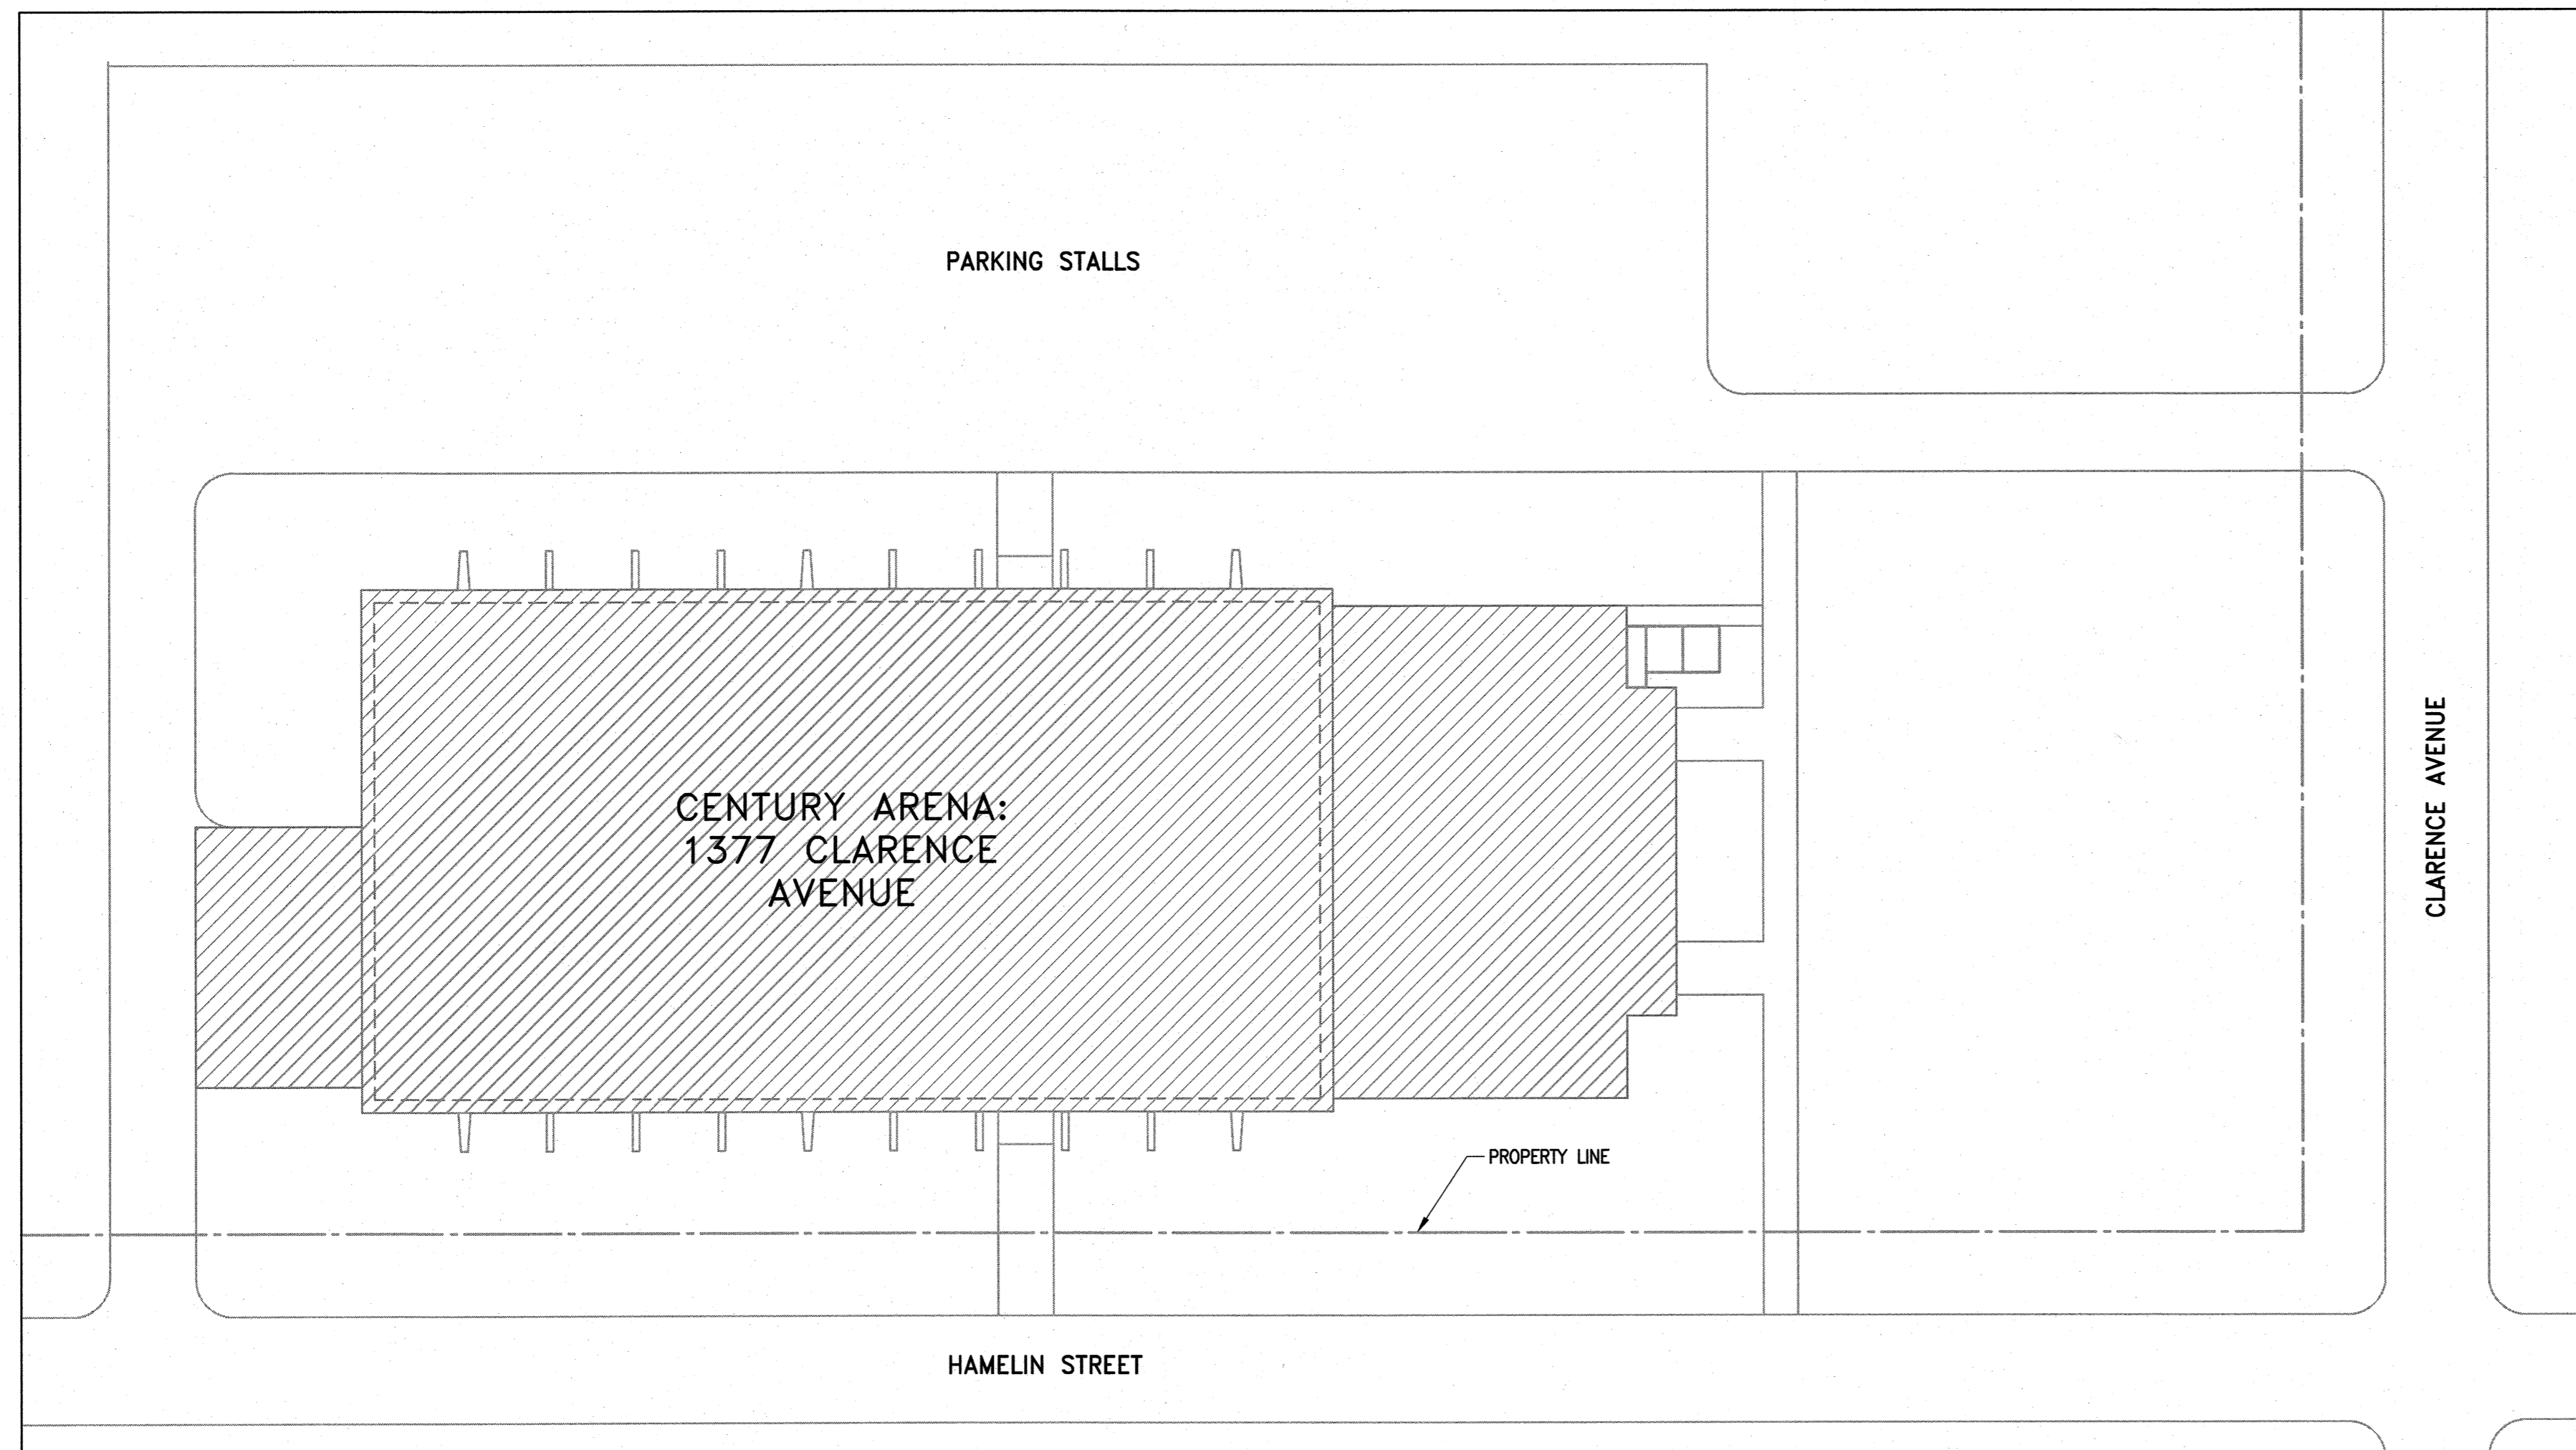 PARKING STALLS
CENTURY ARENA:
1377 CLARENCE
AVENUE
CLARENCE AVENUE
PROPERTY LINE
HAMELIN STREET